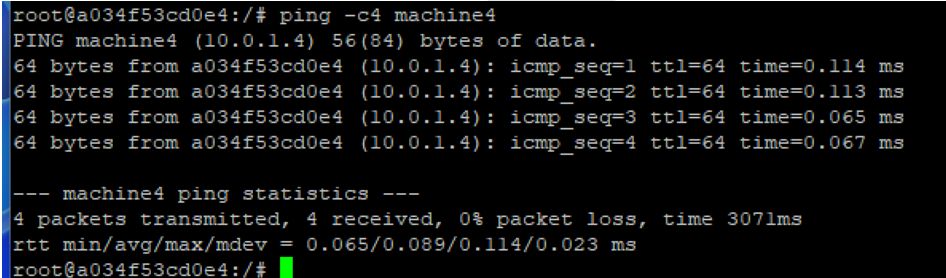 root@a034f53cd0e4:/# ping -c4 machine4
PING machine4 (10.0.1.4) 56(84) bytes of data.
64 bytes from a034f53cd0e4 (10.0.1.4): icmp_seq=1 ttl=64 time=0.114 ms
64 bytes from a034f53cd0e4 (10.0.1.4): icmp_seq=2 ttl=64 time=0.113 ms
64 bytes from a034f53cd0e4 (10.0.1.4): icmp_seq=3 ttl=64 time=0.065 ms
64 bytes from a034f53cd0e4 (10.0.1.4): icmp_seq=4 ttl=64 time=0.067 ms
--- machine4 ping statistics ---
4 packets transmitted, 4 received, 0% packet loss, time 3071ms
rtt min/avg/max/mdev = 0.065/0.089/0.114/0.023 ms
root@a034f53cd0e4:/#